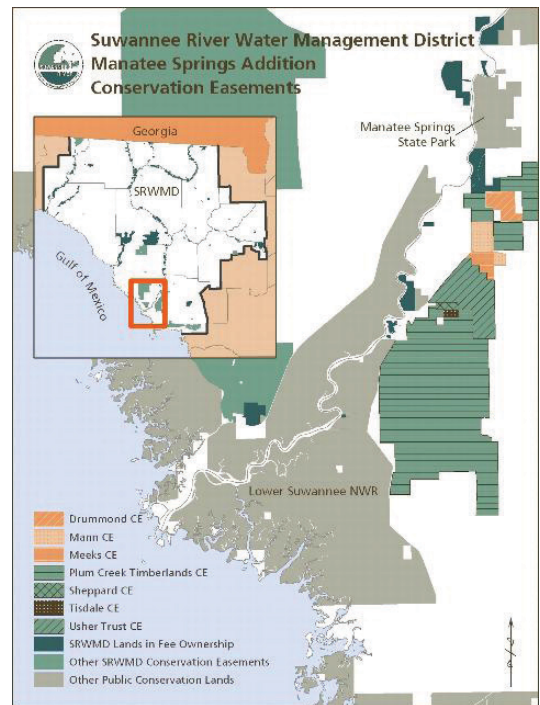 Suwannee River Water Management District
Manatee Springs Addition
Conservation Easements
Georgia
SRWMD
Gulf of Mexico
Manatee Springs
State Park
Lower Suwannee NWR
Drummond CE
Mann CE
Meeks CE
Plum Creek Timberlands CE
Sheppard CE
Tisdale CE
Usher Trust CE
SRWMD Lands in Fee Ownership
Other SRWMD Conservation Easements
Other Public Conservation Lands